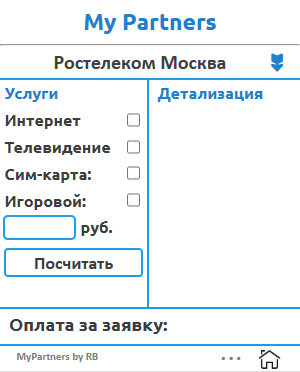 My Partners
Ростелеком Москва
Услуги
Детализация
Интернет
Телевидение
Сим-карта:
Игоровой:
руб.
Посчитать
Оплата за заявку:
MyPartners by RB